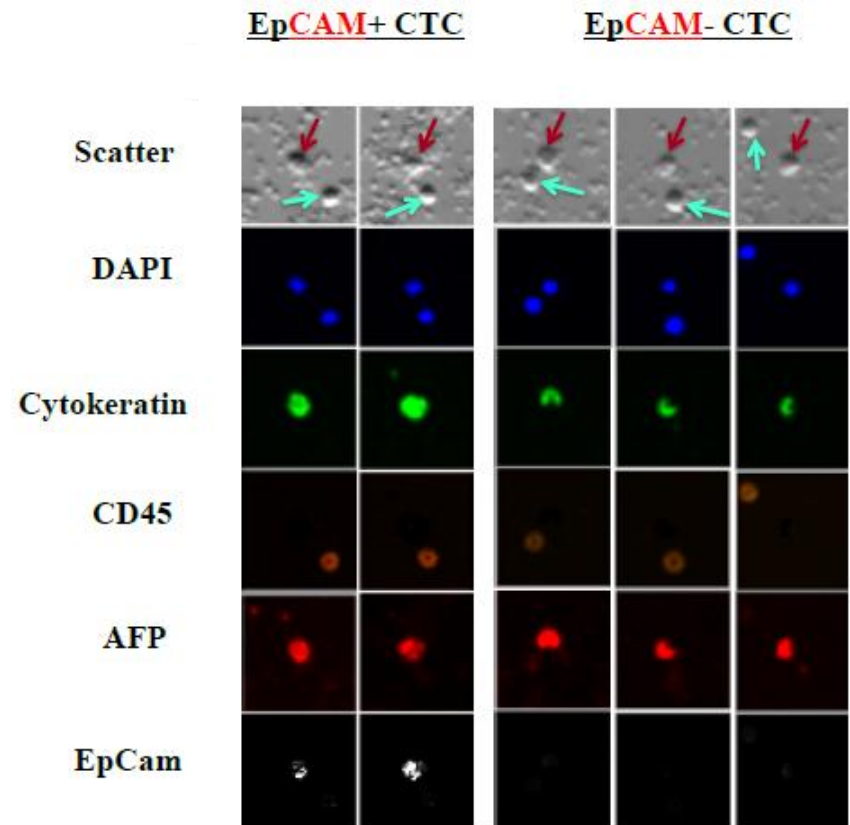 EpCAM+ CTC EpCAM- CTC
Scatter
DAPI
Cytokeratin
CD45
AFP
EpCam